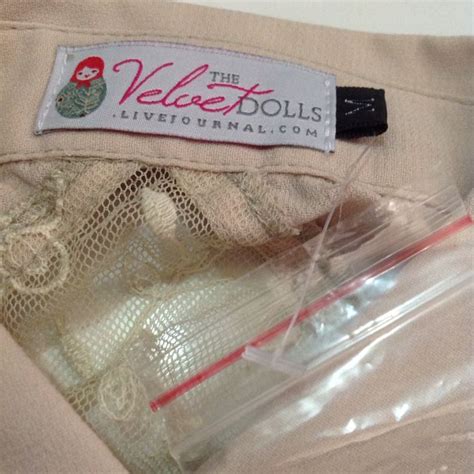 THE
Velvet DOLLS
.LIVEJOURNAL.COM
M